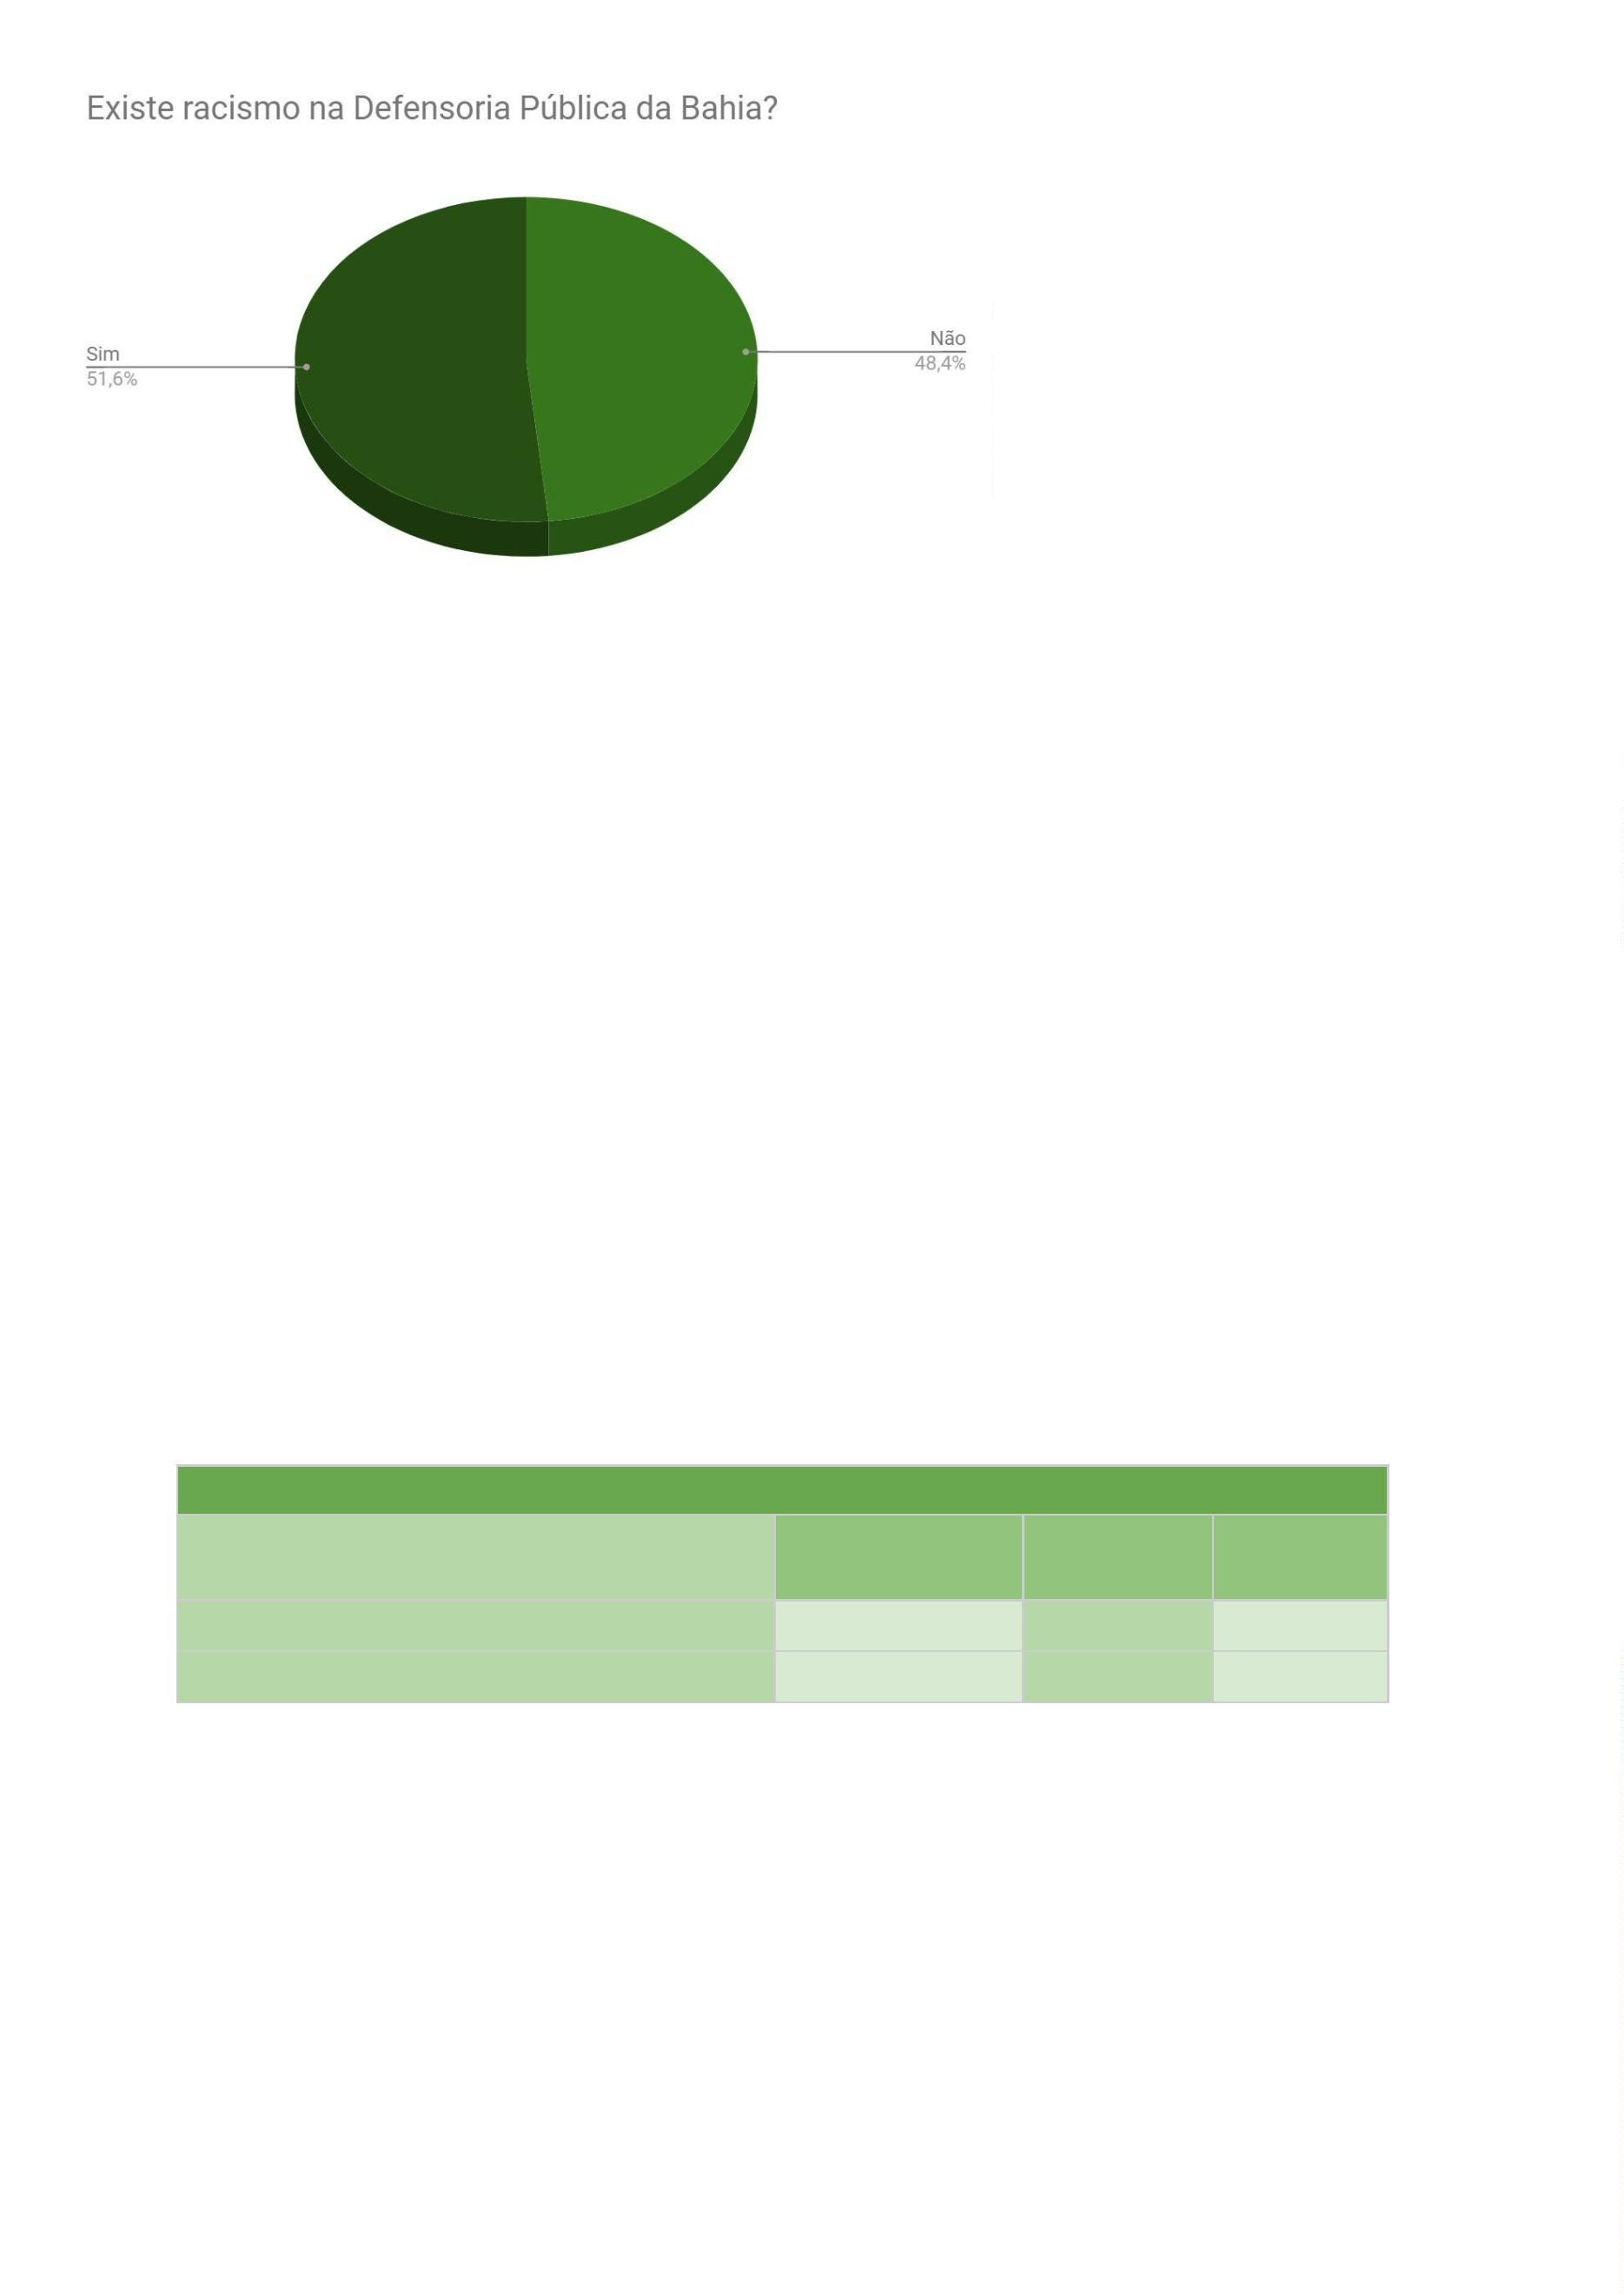 Existe racismo na Defensoria Pública da Bahia?
Não
Sim
48,4%
51,6%